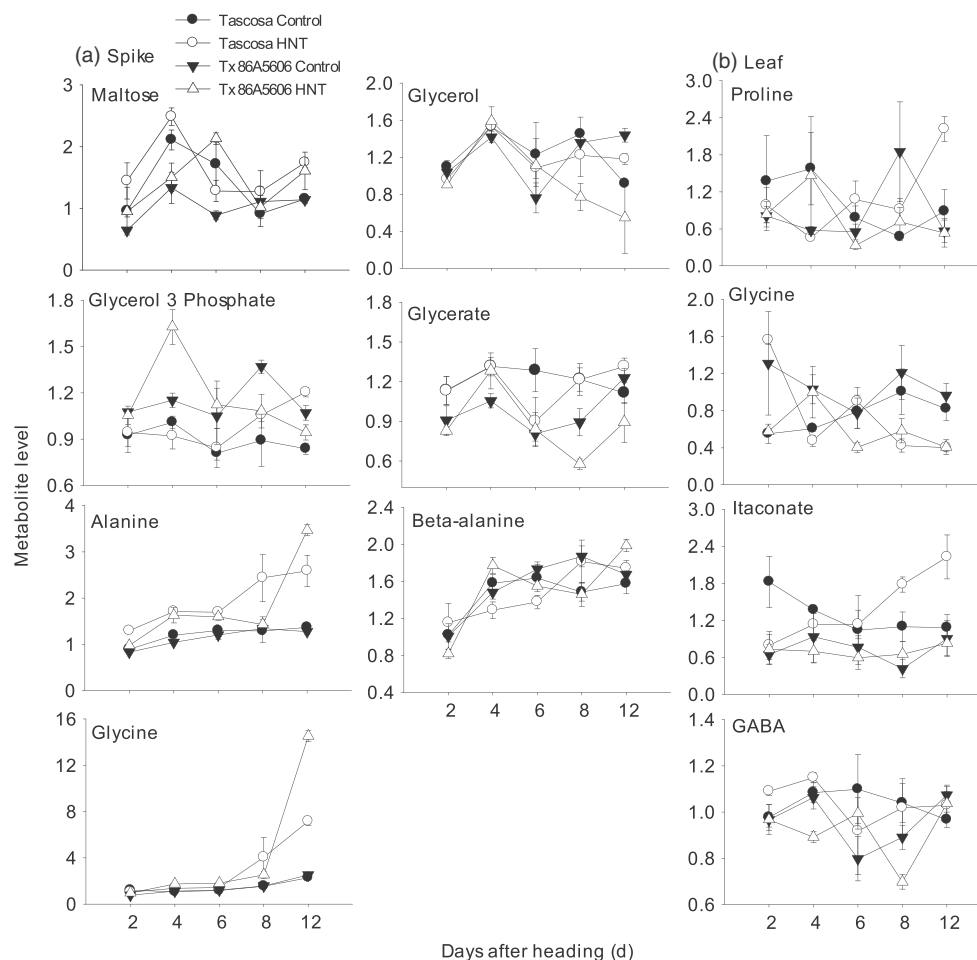 Tascosa Control
Tascosa HNT
Tx 86A5606 Control
Tx 86A5606 HNT
(a) Spike
(b) Leaf
Maltose
3
2
1
0
Glycerol
2.0
1.6
1.2
0.8
0.4
0.0
Proline
3.0
2.4
1.8
1.2
0.6
0.0
Glycerol 3 Phosphate
1.8
1.5
1.2
0.9
0.6
Glycerate
1.8
1.5
1.2
0.9
0.6
Glycine
2.0
1.6
1.2
0.8
0.4
0.0
Metabolite level
Alanine
4
3
2
1
0
Beta-alanine
2.4
2.0
1.6
1.2
0.8
0.4
2 4 6 8 12
Itaconate
3.0
2.4
1.8
1.2
0.6
0.0
Glycine
16
12
8
4
0
2 4 6 8 12
GABA
1.4
1.2
1.0
0.8
0.6
2 4 6 8 12
Days after heading (d)